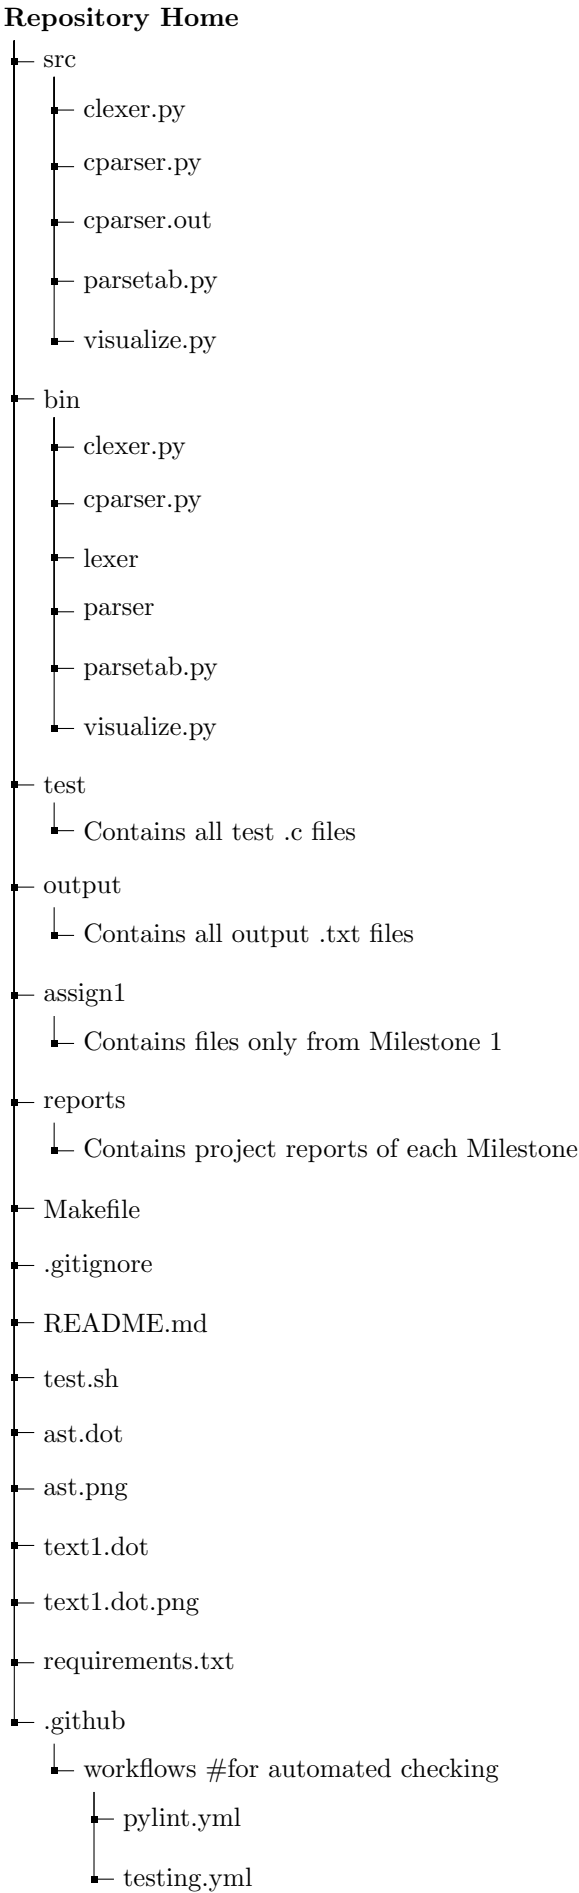 Repository Home
src
clexer.py
cparser.py
cparser.out
parsetab.py
visualize.py
bin
clexer.py
cparser.py
lexer
parser
parsetab.py
visualize.py
test
Contains all test .c files
output
Contains all output .txt files
assign1
Contains files only from Milestone 1
reports
Contains project reports of each Milestone
Makefile
.gitignore
README.md
test.sh
ast.dot
ast.png
text1.dot
text1.dot.png
requirements.txt
.github
workflows #for automated checking
pylint.yml
testing.yml